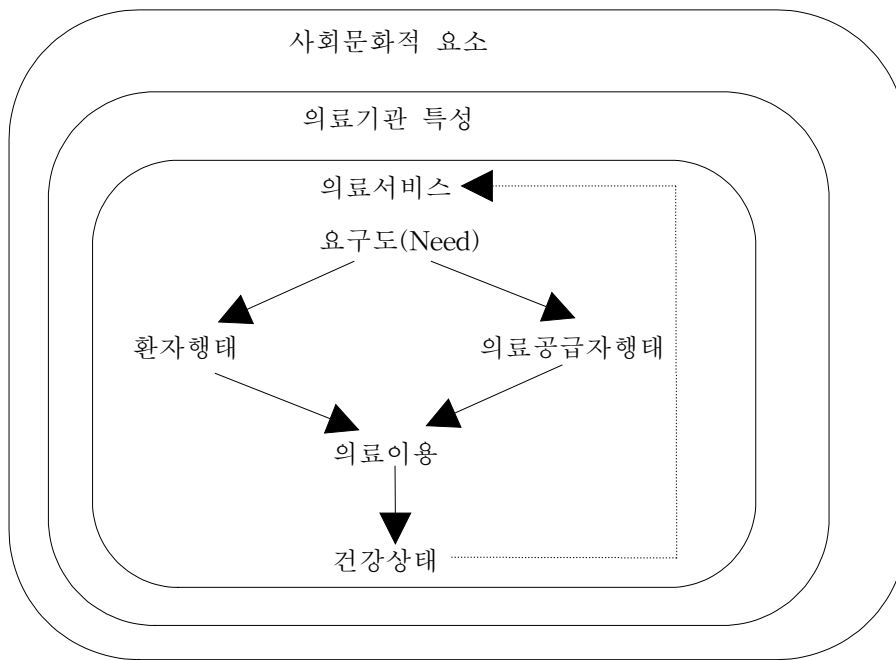 사회문화적 요소
의료기관 특성
의료서비스
요구도(Need)
환자행태
의료공급자행태
의료이용
건강상태